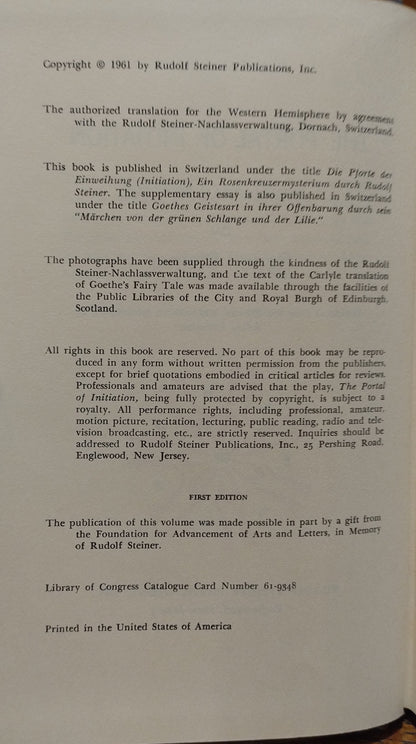 Copyright © 1961 by Rudolf Steiner Publications, Inc.
The authorized translation for the Western Hemisphere by agreement
with the Rudolf Steiner-Nachlassverwaltung, Dornach, Switzerland.
This book is published in Switzerland under the title Die Pforte der
Einweihung (Initiation), Ein Rosenkreuzermysterium durch Rudolf
Steiner. The supplementary essay is also published in Switzerland
under the title Goethes Geistesart in ihrer Offenbarung durch sein
"Märchen von der grünen Schlange und der Lilie."
The photographs have been supplied through the kindness of the Rudolf
Steiner-Nachlassverwaltung, and the text of the Carlyle translation
of Goethe's Fairy Tale was made available through the facilities of
the Public Libraries of the City and Royal Burgh of Edinburgh,
Scotland.
All rights in this book are reserved. No part of this book may be repro-
duced in any form without written permission from the publishers,
except for brief quotations embodied in critical articles for reviews.
Professionals and amateurs are advised that the play, The Portal
of Initiation, being fully protected by copyright, is subject to a
royalty. All performance rights, including professional, amateur,
motion picture, recitation, lecturing, public reading, radio and tele-
vision broadcasting, etc., are strictly reserved. Inquiries should be
addressed to Rudolf Steiner Publications, Inc., 25 Pershing Road,
Englewood, New Jersey.
FIRST EDITION
The publication of this volume was made possible in part by a gift from
the Foundation for Advancement of Arts and Letters, in Memory
of Rudolf Steiner.
Library of Congress Catalogue Card Number 61-9348
Printed in the United States of America